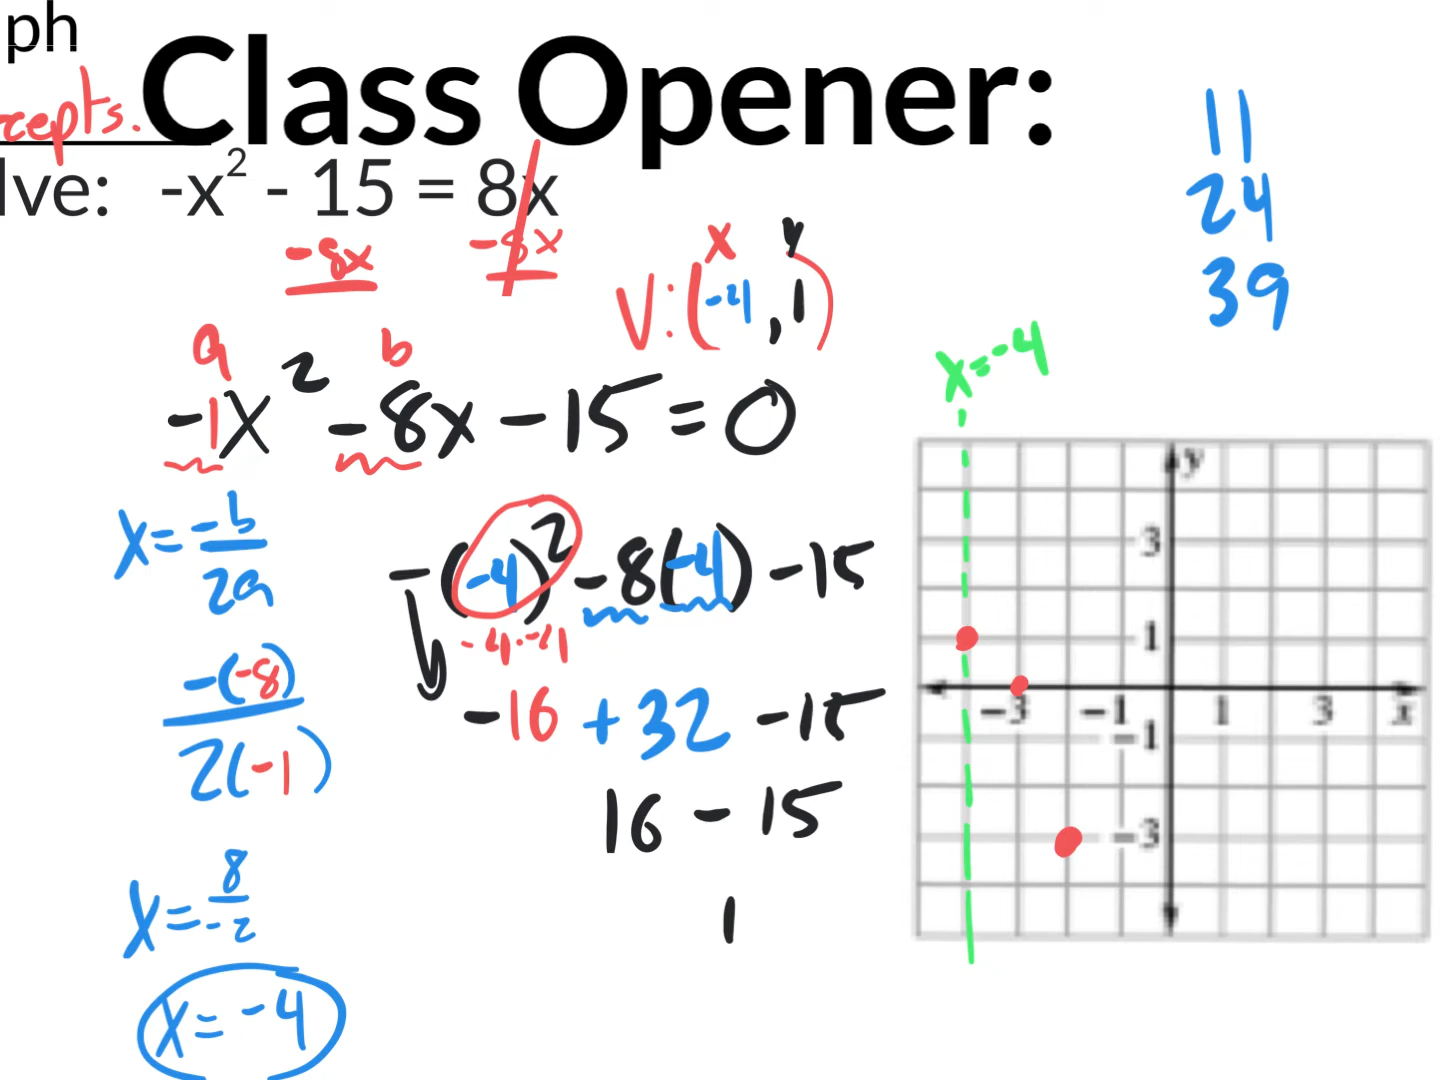 ph
Class Opener:
cepts.
lve: -x² - 15 = 8x
-8x -8x
11
24
39
x y
V: (-4, 1)
a b
-1x² - 8x - 15 = 0
x = -4
x = -b/2a
-(-4)² - 8(-4) - 15
-4·-4
-(-8)/2(-1)
-16 + 32 - 15
16 - 15
1
x = 8/-2
x = -4
y
3
1
-3 -1 1 3 x
-1
-3